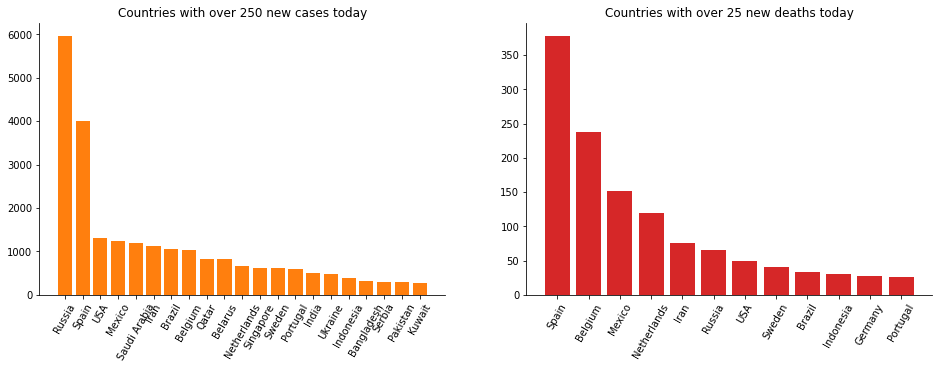 Countries with over 250 new cases today
6000
5000
4000
3000
2000
1000
0
Russia
Spain
USA
Mexico
Saudi Arabia
Iran
Brazil
Belgium
Qatar
Belarus
Netherlands
Singapore
Sweden
Portugal
India
Ukraine
Indonesia
Bangladesh
Serbia
Pakistan
Kuwait
Countries with over 25 new deaths today
350
300
250
200
150
100
50
0
Spain
Belgium
Mexico
Netherlands
Iran
Russia
USA
Sweden
Brazil
Indonesia
Germany
Portugal